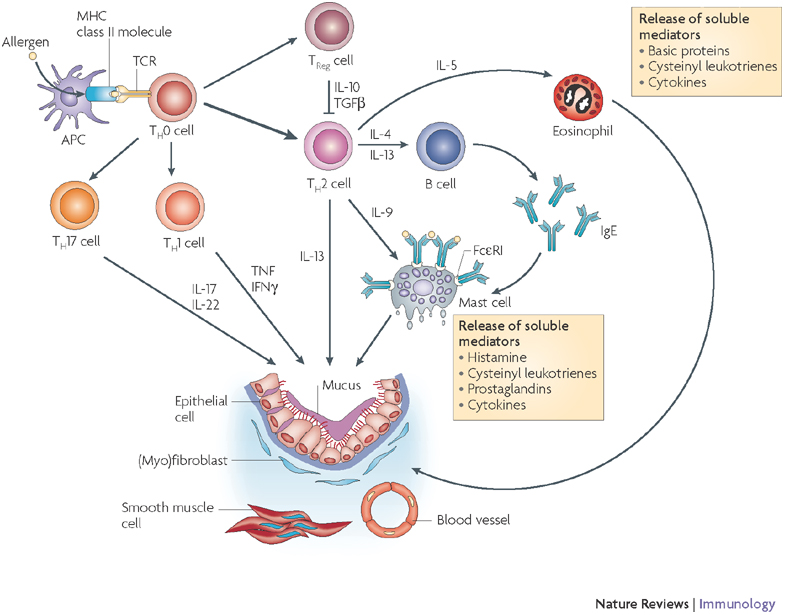 MHC
class II molecule
Allergen
TCR
APC
TH0 cell
TReg cell
IL-10
TGFβ
IL-5
Release of soluble
mediators
• Basic proteins
• Cysteinyl leukotrienes
• Cytokines
Eosinophil
IL-4
IL-13
TH2 cell
B cell
IgE
TH17 cell
TH1 cell
IL-9
FcεRI
Mast cell
IL-13
TNF
IFNγ
IL-17
IL-22
Release of soluble
mediators
• Histamine
• Cysteinyl leukotrienes
• Prostaglandins
• Cytokines
Mucus
Epithelial
cell
(Myo)fibroblast
Smooth muscle
cell
Blood vessel
Nature Reviews | Immunology